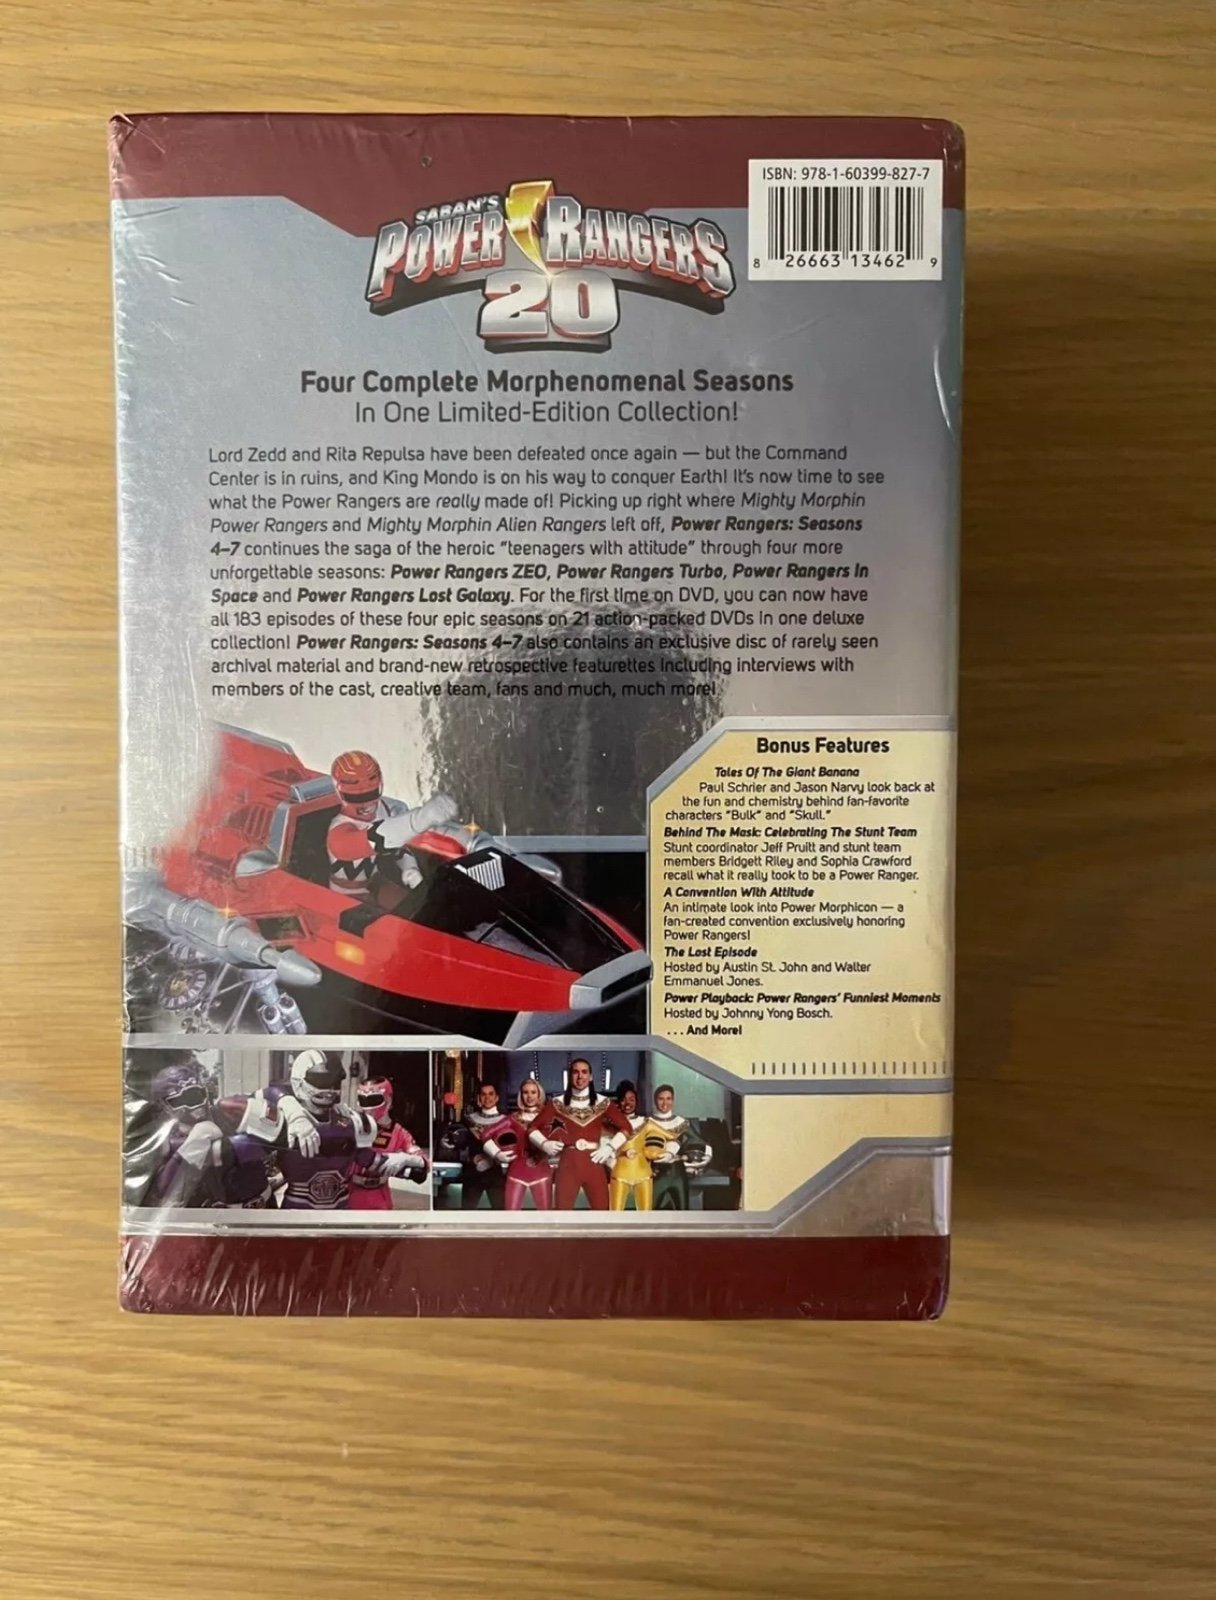 ISBN: 978-1-60399-827-7
8 26663 13462 9
SABAN'S
POWER RANGERS
20
Four Complete Morphenomenal Seasons
In One Limited-Edition Collection!
Lord Zedd and Rita Repulsa have been defeated once again — but the Command
Center is in ruins, and King Mondo is on his way to conquer Earth! It's now time to see
what the Power Rangers are really made of! Picking up right where Mighty Morphin
Power Rangers and Mighty Morphin Alien Rangers left off, Power Rangers: Seasons
4–7 continues the saga of the heroic "teenagers with attitude" through four more
unforgettable seasons: Power Rangers ZEO, Power Rangers Turbo, Power Rangers In
Space and Power Rangers Lost Galaxy. For the first time on DVD, you can now have
all 183 episodes of these four epic seasons on 21 action-packed DVDs in one deluxe
collection! Power Rangers: Seasons 4–7 also contains an exclusive disc of rarely seen
archival material and brand-new retrospective featurettes including interviews with
members of the cast, creative team, fans and much, much more!
Bonus Features
Tales Of The Giant Banana
Paul Schrier and Jason Narvy look back at
the fun and chemistry behind fan-favorite
characters "Bulk" and "Skull."
Behind The Mask: Celebrating The Stunt Team
Stunt coordinator Jeff Pruitt and stunt team
members Bridgett Riley and Sophia Crawford
recall what it really took to be a Power Ranger.
A Convention With Attitude
An intimate look into Power Morphicon — a
fan-created convention exclusively honoring
Power Rangers!
The Lost Episode
Hosted by Austin St. John and Walter
Emmanuel Jones.
Power Playback: Power Rangers' Funniest Moments
Hosted by Johnny Yong Bosch.
. . . And More!